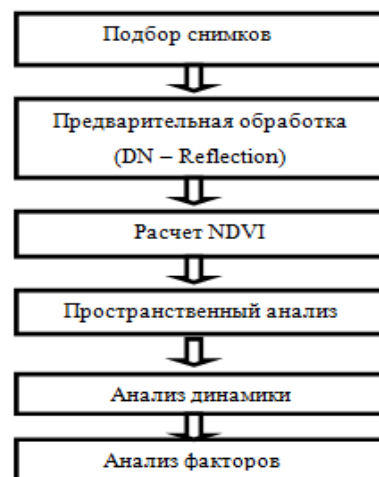 Подбор снимков
Предварительная обработка
(DN – Reflection)
Расчет NDVI
Пространственный анализ
Анализ динамики
Анализ факторов